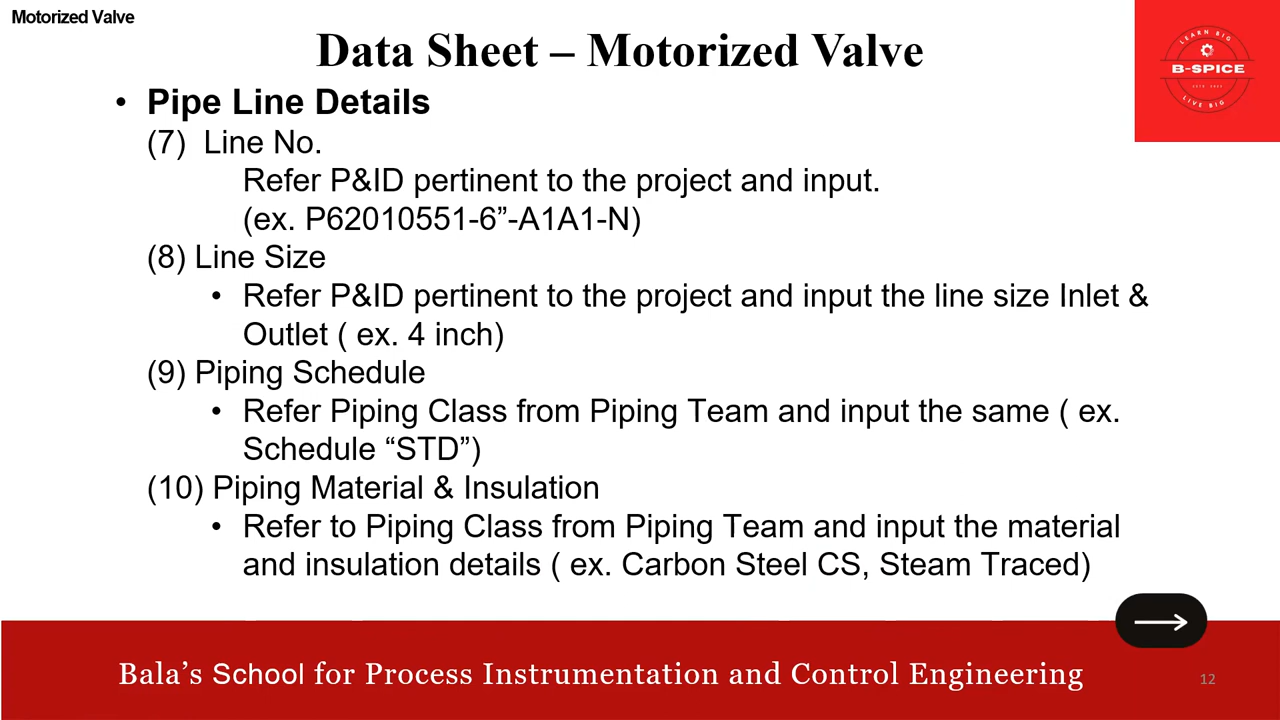 Motorized Valve
Data Sheet – Motorized Valve
LEARN BIG
B-SPICE
LIVE BIG
• Pipe Line Details
(7) Line No.
Refer P&ID pertinent to the project and input.
(ex. P62010551-6”-A1A1-N)
(8) Line Size
• Refer P&ID pertinent to the project and input the line size Inlet &
Outlet ( ex. 4 inch)
(9) Piping Schedule
• Refer Piping Class from Piping Team and input the same ( ex.
Schedule “STD”)
(10) Piping Material & Insulation
• Refer to Piping Class from Piping Team and input the material
and insulation details ( ex. Carbon Steel CS, Steam Traced)
Bala’s School for Process Instrumentation and Control Engineering
12